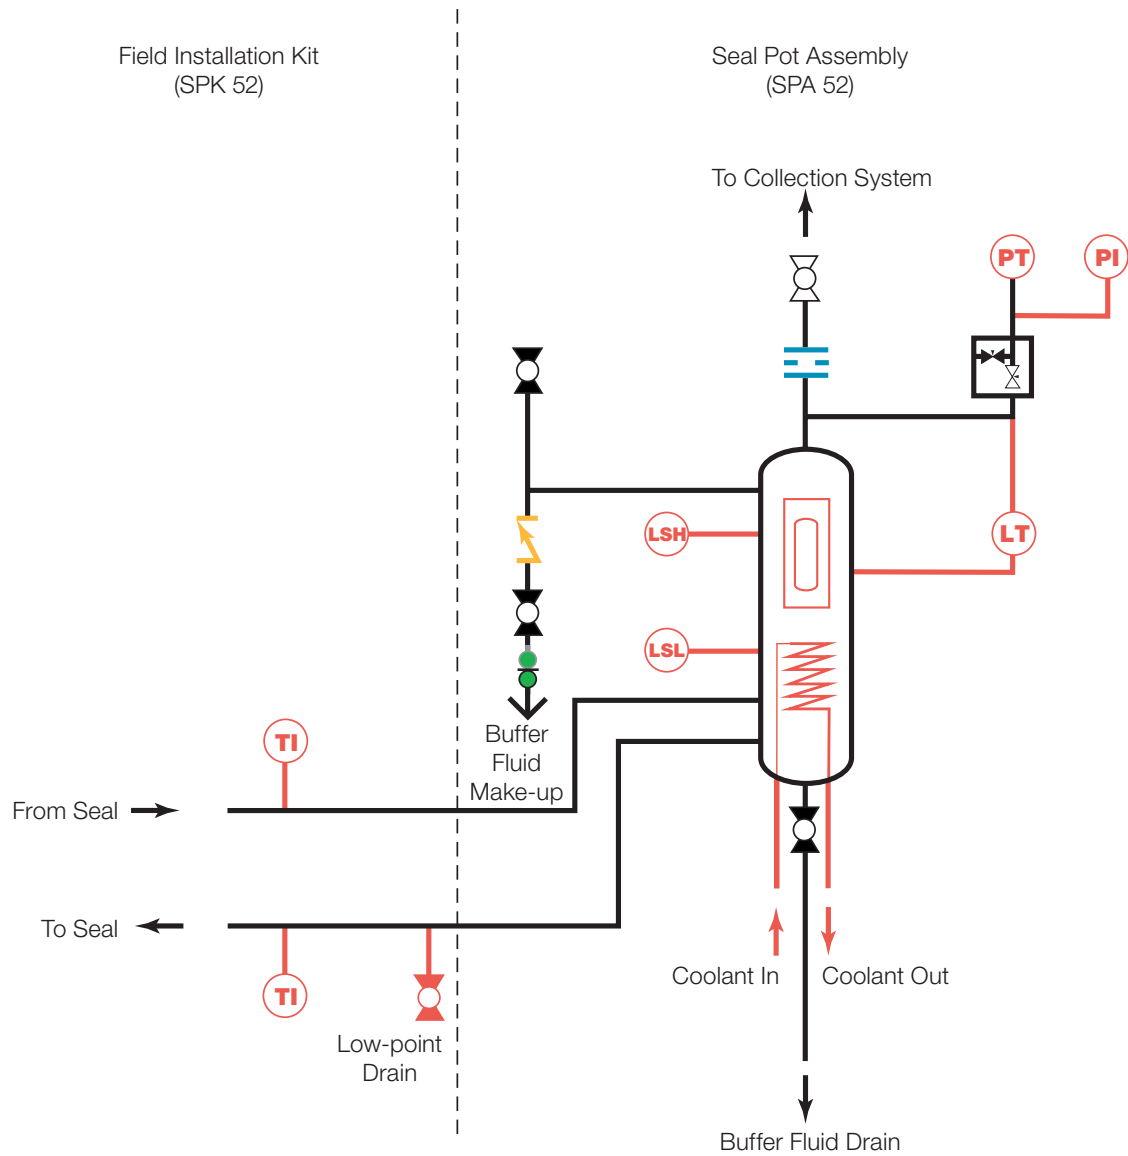 Field Installation Kit
(SPK 52)
Seal Pot Assembly
(SPA 52)
To Collection System
PT
PI
LSH
LT
LSL
Buffer
Fluid
Make-up
TI
From Seal
To Seal
TI
Low-point
Drain
Coolant In
Coolant Out
Buffer Fluid Drain